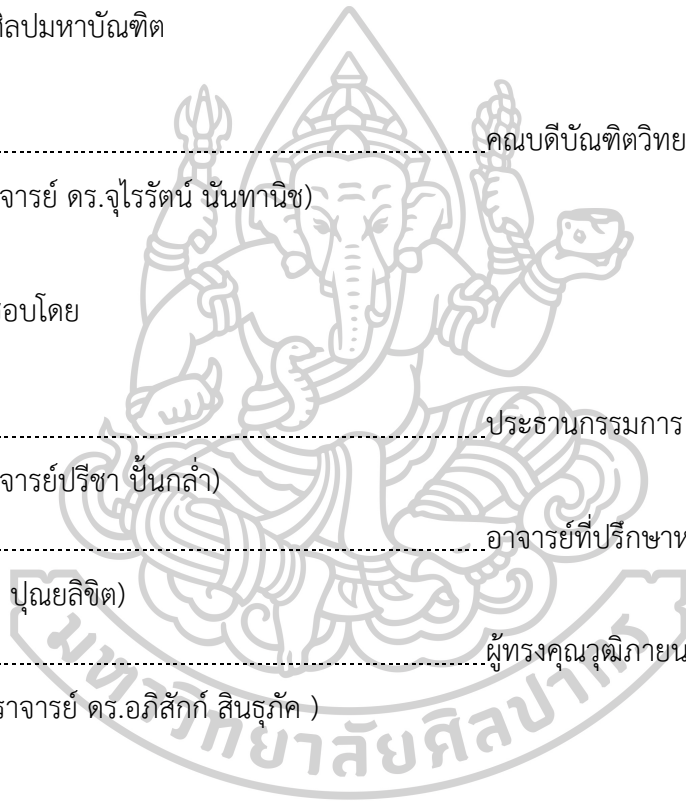 ศิลปมหาบัณฑิต
คณบดีบัณฑิตวิทย
จารย์ ดร.จุไรรัตน์ นันทานิช)
อบโดย
ประธานกรรมการ
จารย์ปรีชา ปั้นกล่ำ)
อาจารย์ที่ปรึกษาห
ปุณยลิขิต)
ผู้ทรงคุณวุฒิภายน
ราจารย์ ดร.อภิสักก์ สินธุภัค )
มหาวิทยาลัยศิลปากร